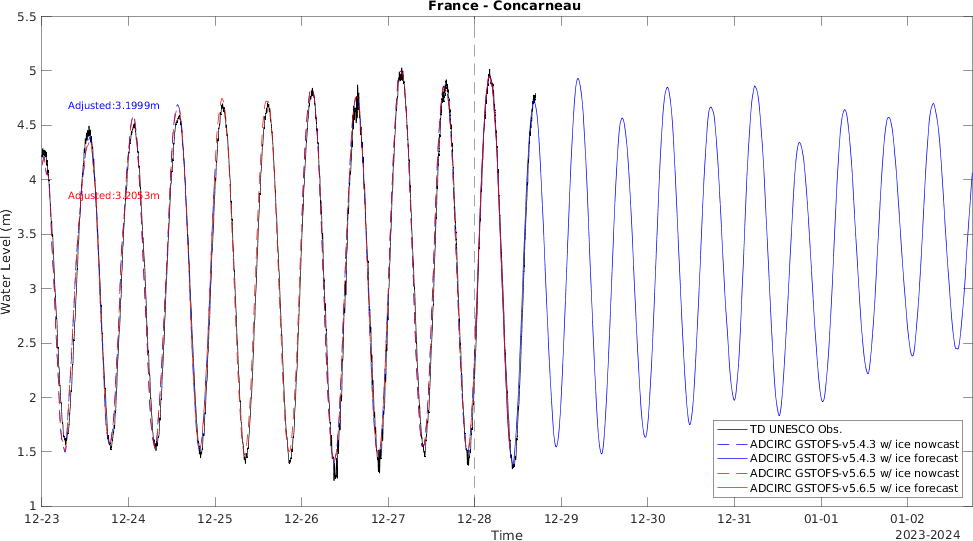 France - Concarneau
Water Level (m)
5.5
5
4.5
4
3.5
3
2.5
2
1.5
1
Adjusted:3.1999m
Adjusted:3.2053m
TD UNESCO Obs.
ADCIRC GSTOFS-v5.4.3 w/ ice nowcast
ADCIRC GSTOFS-v5.4.3 w/ ice forecast
ADCIRC GSTOFS-v5.6.5 w/ ice nowcast
ADCIRC GSTOFS-v5.6.5 w/ ice forecast
12-23 12-24 12-25 12-26 12-27 12-28 12-29 12-30 12-31 01-01 01-02
Time
2023-2024